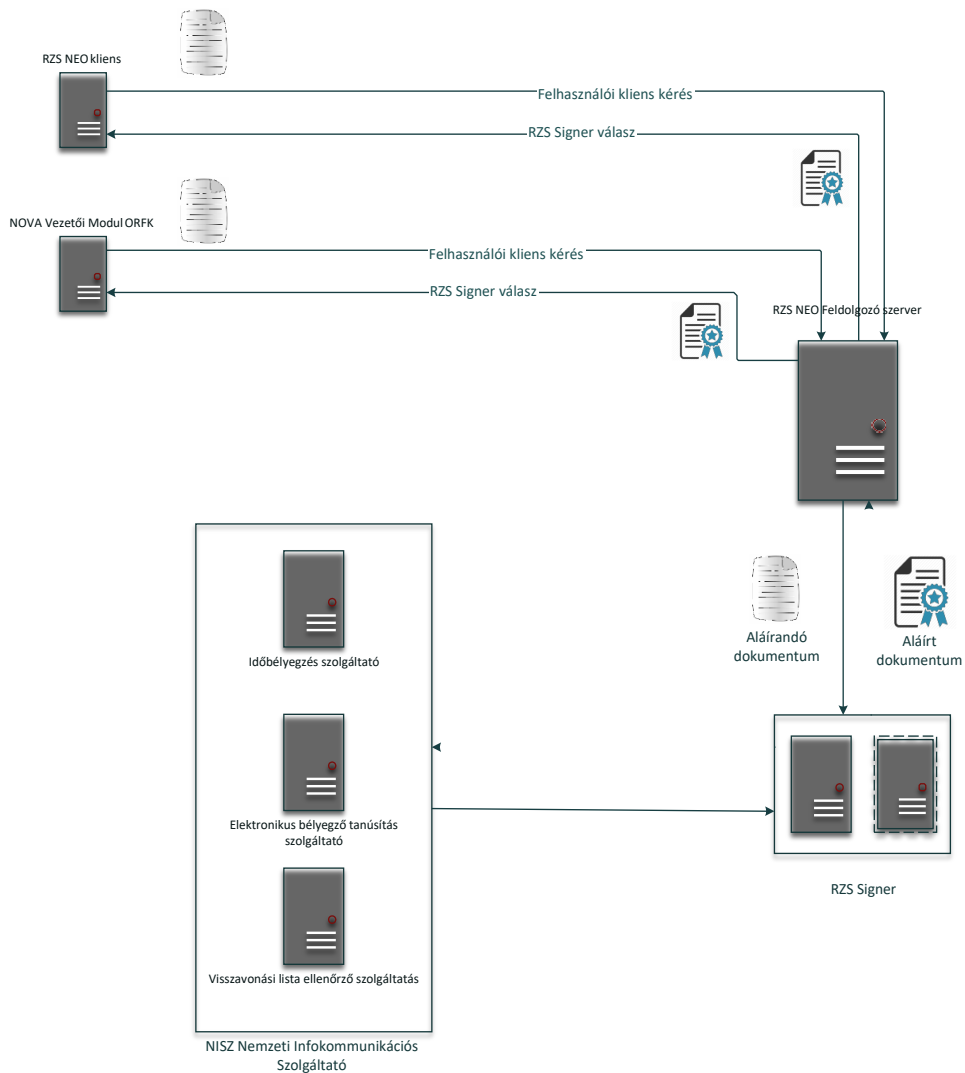 RZS NEO kliens
Felhasználói kliens kérés
RZS Signer válasz
NOVA Vezetői Modul ORFK
Felhasználói kliens kérés
RZS Signer válasz
RZS NEO Feldolgozó szerver
Aláírandó
dokumentum
Aláírt
dokumentum
Időbélyegzés szolgáltató
Elektronikus bélyegző tanúsítás
szolgáltató
Visszavonási lista ellenőrző szolgáltatás
RZS Signer
NISZ Nemzeti Infokommunikációs
Szolgáltató